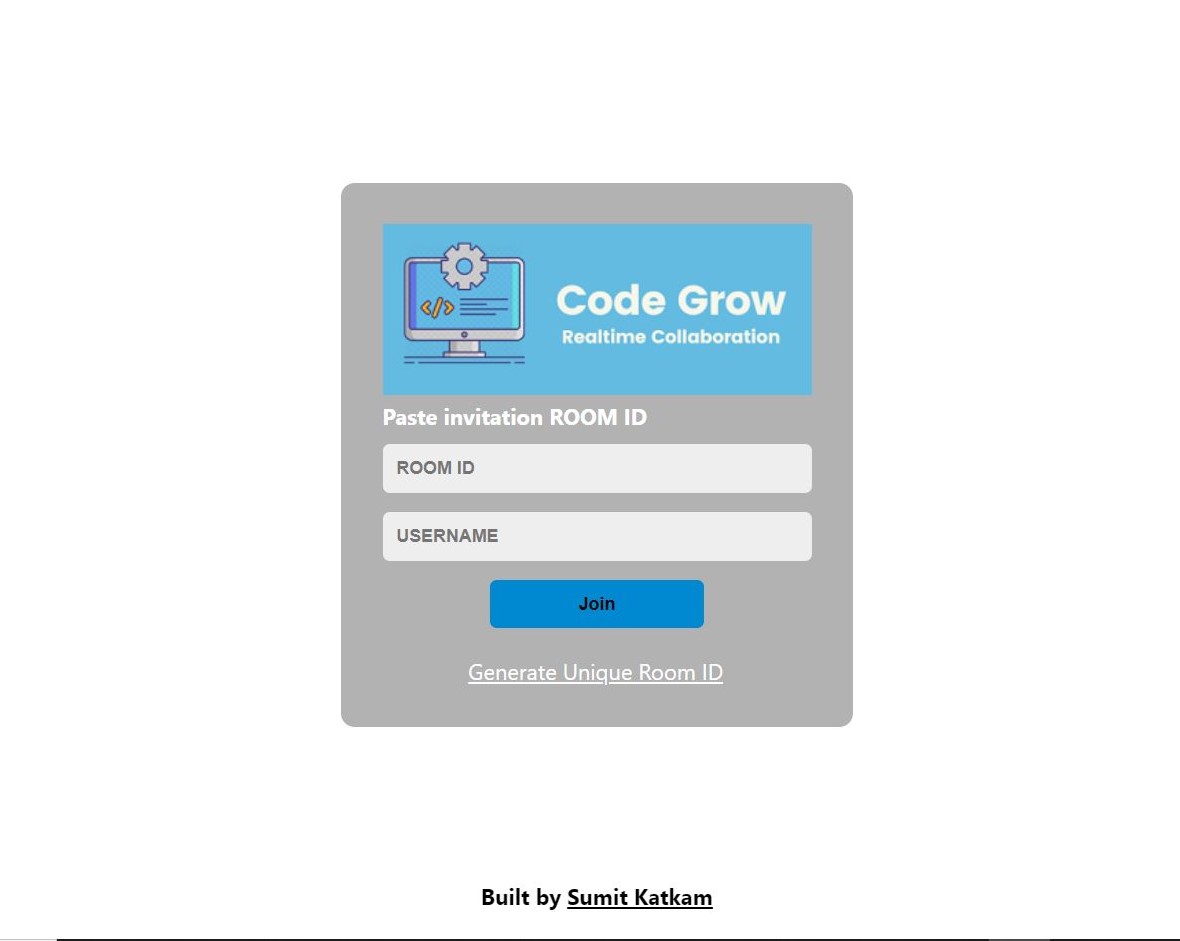 </>
Code Grow
Realtime Collaboration
Paste invitation ROOM ID
ROOM ID
USERNAME
Join
Generate Unique Room ID
Built by Sumit Katkam